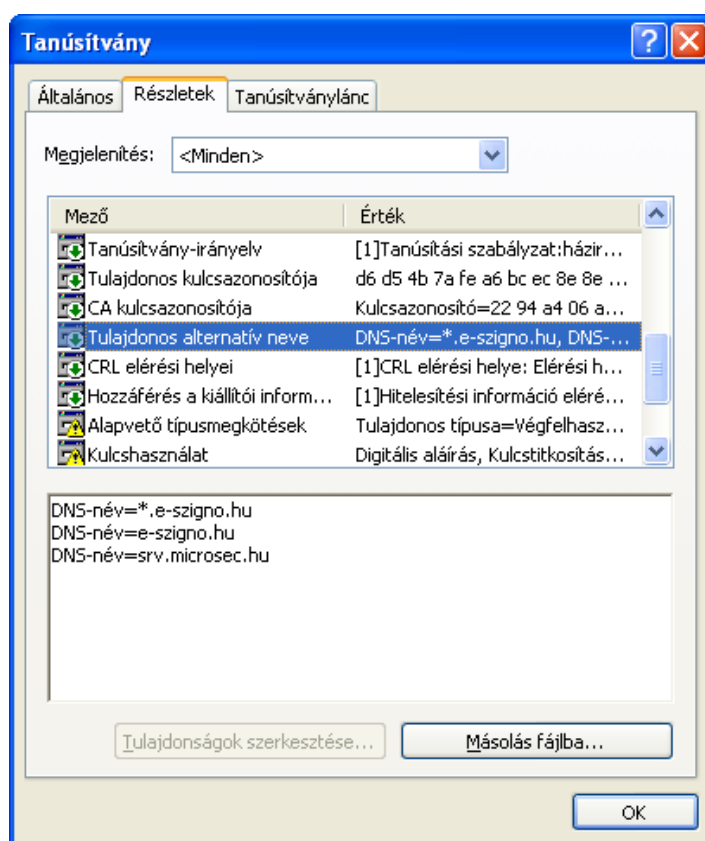 Tanúsítvány
Általános Részletek Tanúsítványlánc
Megjelenítés: <Minden>
Mező Érték
Tanúsítvány-irányelv [1]Tanúsítási szabályzat:házir...
Tulajdonos kulcsazonosítója d6 d5 4b 7a fe a6 bc ec 8e 8e ...
CA kulcsazonosítója Kulcsazonosító=22 94 a4 06 a...
Tulajdonos alternatív neve DNS-név=*.e-szigno.hu, DNS-...
CRL elérési helyei [1]CRL elérési helye: Elérési h...
Hozzáférés a kiállítói inform... [1]Hitelesítési információ eléré...
Alapvető típusmegkötések Tulajdonos típusa=Végfelhasz...
Kulcshasználat Digitális aláírás, Kulcstitkosítás...
DNS-név=*.e-szigno.hu
DNS-név=e-szigno.hu
DNS-név=srv.microsec.hu
Tulajdonságok szerkesztése... Másolás fájlba...
OK